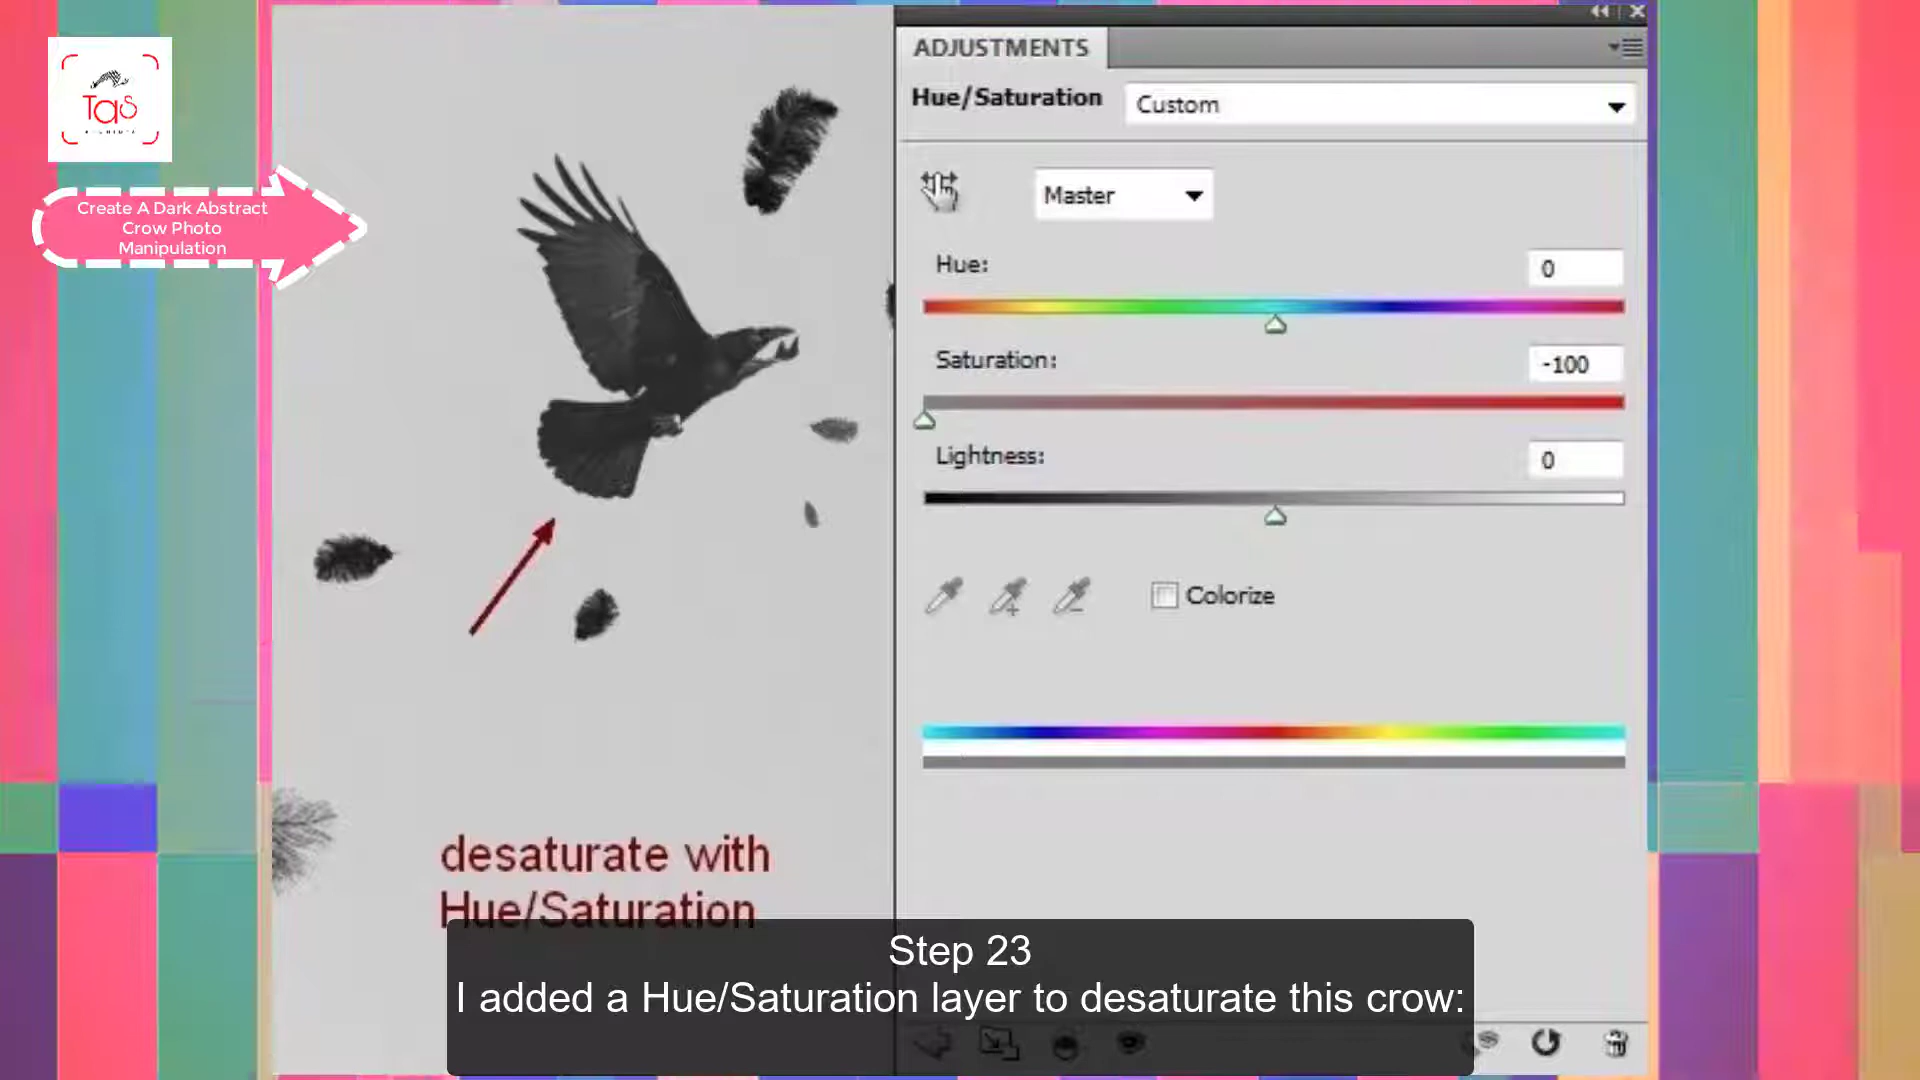 Tas
Create A Dark Abstract
Crow Photo
Manipulation
ADJUSTMENTS
Hue/Saturation
Custom
Master
Hue:
0
Saturation:
-100
Lightness:
0
Colorize
desaturate with
Hue/Saturation
Step 23
I added a Hue/Saturation layer to desaturate this crow: